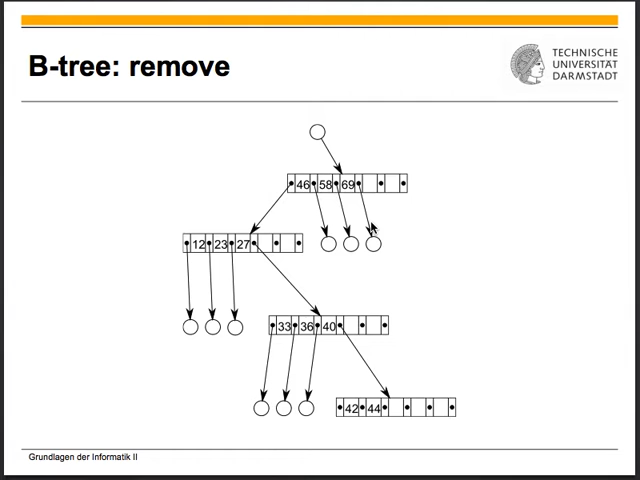 B-tree: remove
TECHNISCHE
UNIVERSITÄT
DARMSTADT
46 58 69
12 23 27
33 36 40
42 44
Grundlagen der Informatik II